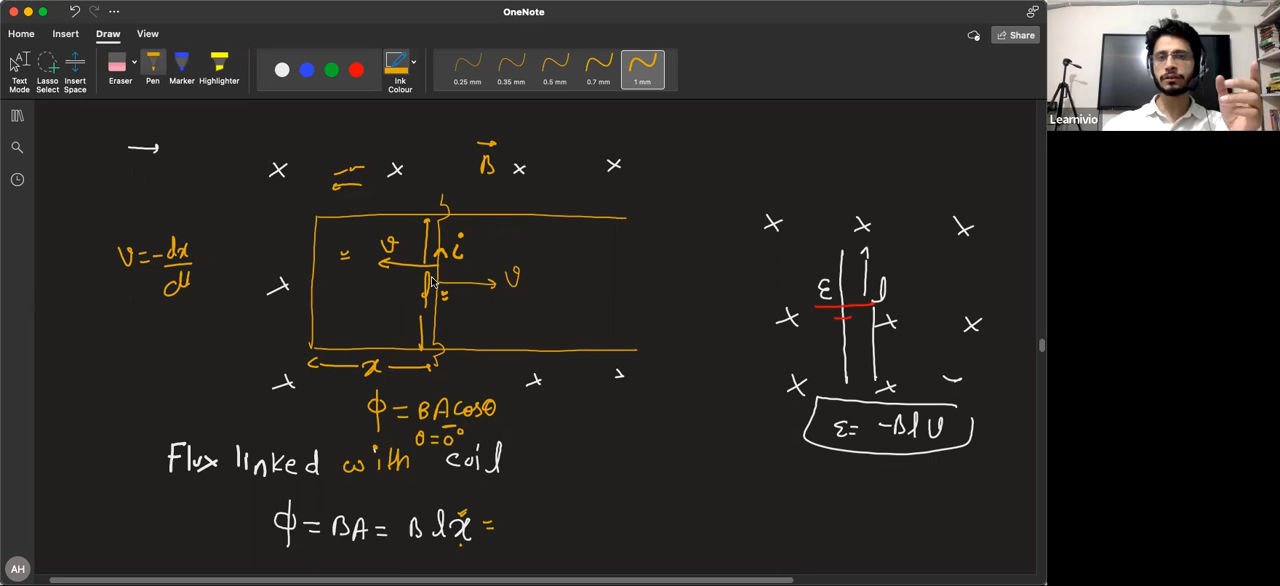 OneNote
Home Insert Draw View
Share
Text Mode
Lasso Select
Insert Space
Eraser
Pen
Marker
Highlighter
Ink Colour
0.25 mm
0.35 mm
0.5 mm
0.7 mm
1 mm
Learnivio
B
v = -dx/dt
v
i
l
v
x
ϕ = BA cosθ
θ = 0°
Flux linked with coil
ϕ = BA = B l x =
ε
l
ε = -Blv
AH